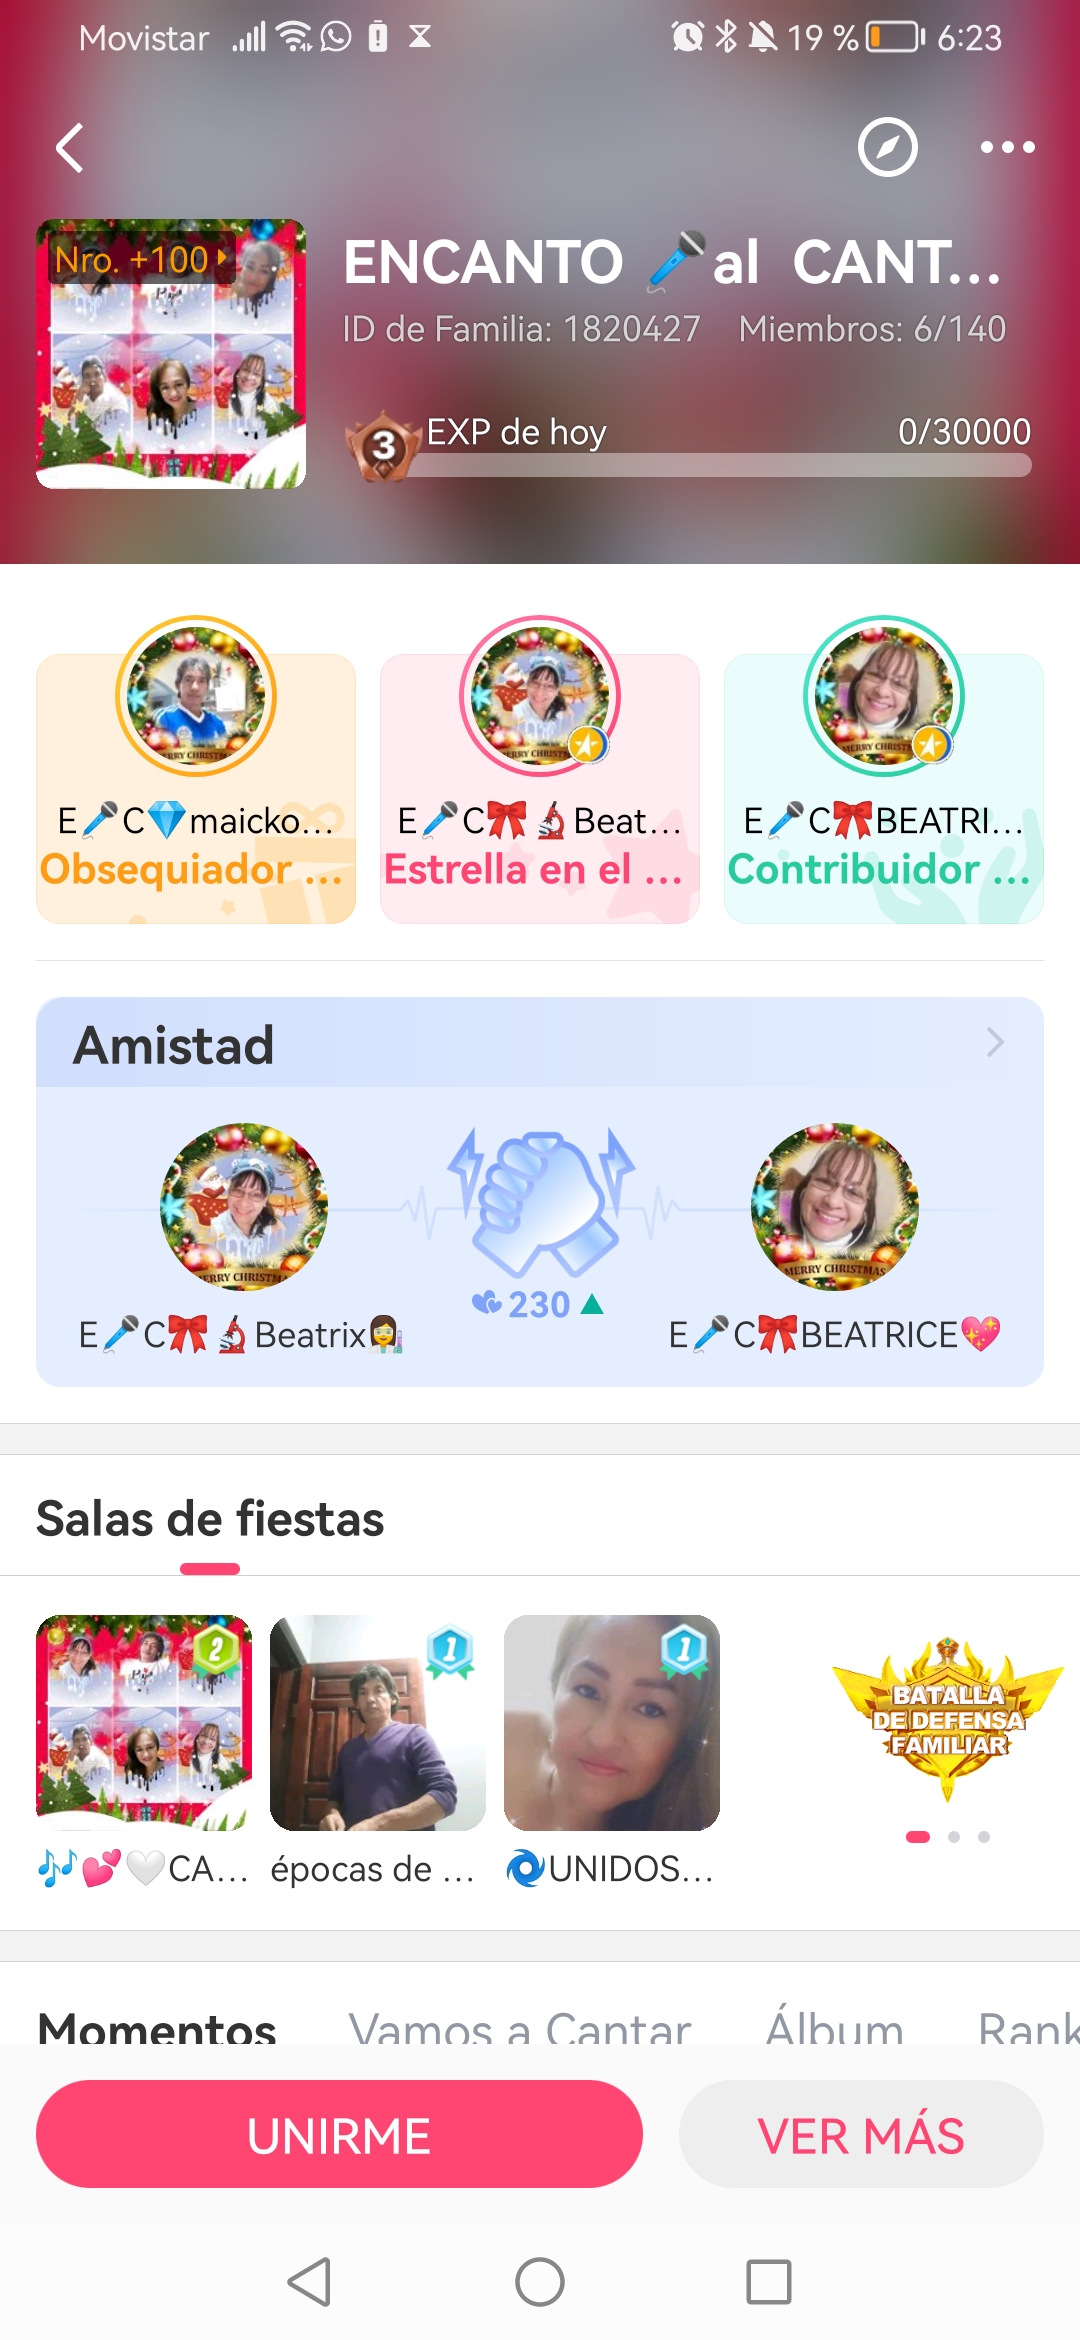 Movistar 19 % 6:23
Nro. +100
ENCANTO 🎤al CANT...
ID de Familia: 1820427 Miembros: 6/140
3 EXP de hoy 0/30000
E🎤C💎maicko... E🎤C🎀🔬Beat... E🎤C🎀BEATRI...
Obsequiador ... Estrella en el ... Contribuidor ...
Amistad
MERRY CHRISTMAS
230
E🎤C🎀🔬Beatrix👩‍🔬 E🎤C🎀BEATRICE💖
Salas de fiestas
2 1 1
BATALLA
DE DEFENSA
FAMILIAR
🎶💕🤍CA... épocas de ... 🌀UNIDOS...
Momentos Vamos a Cantar Álbum Rank
UNIRME VER MÁS